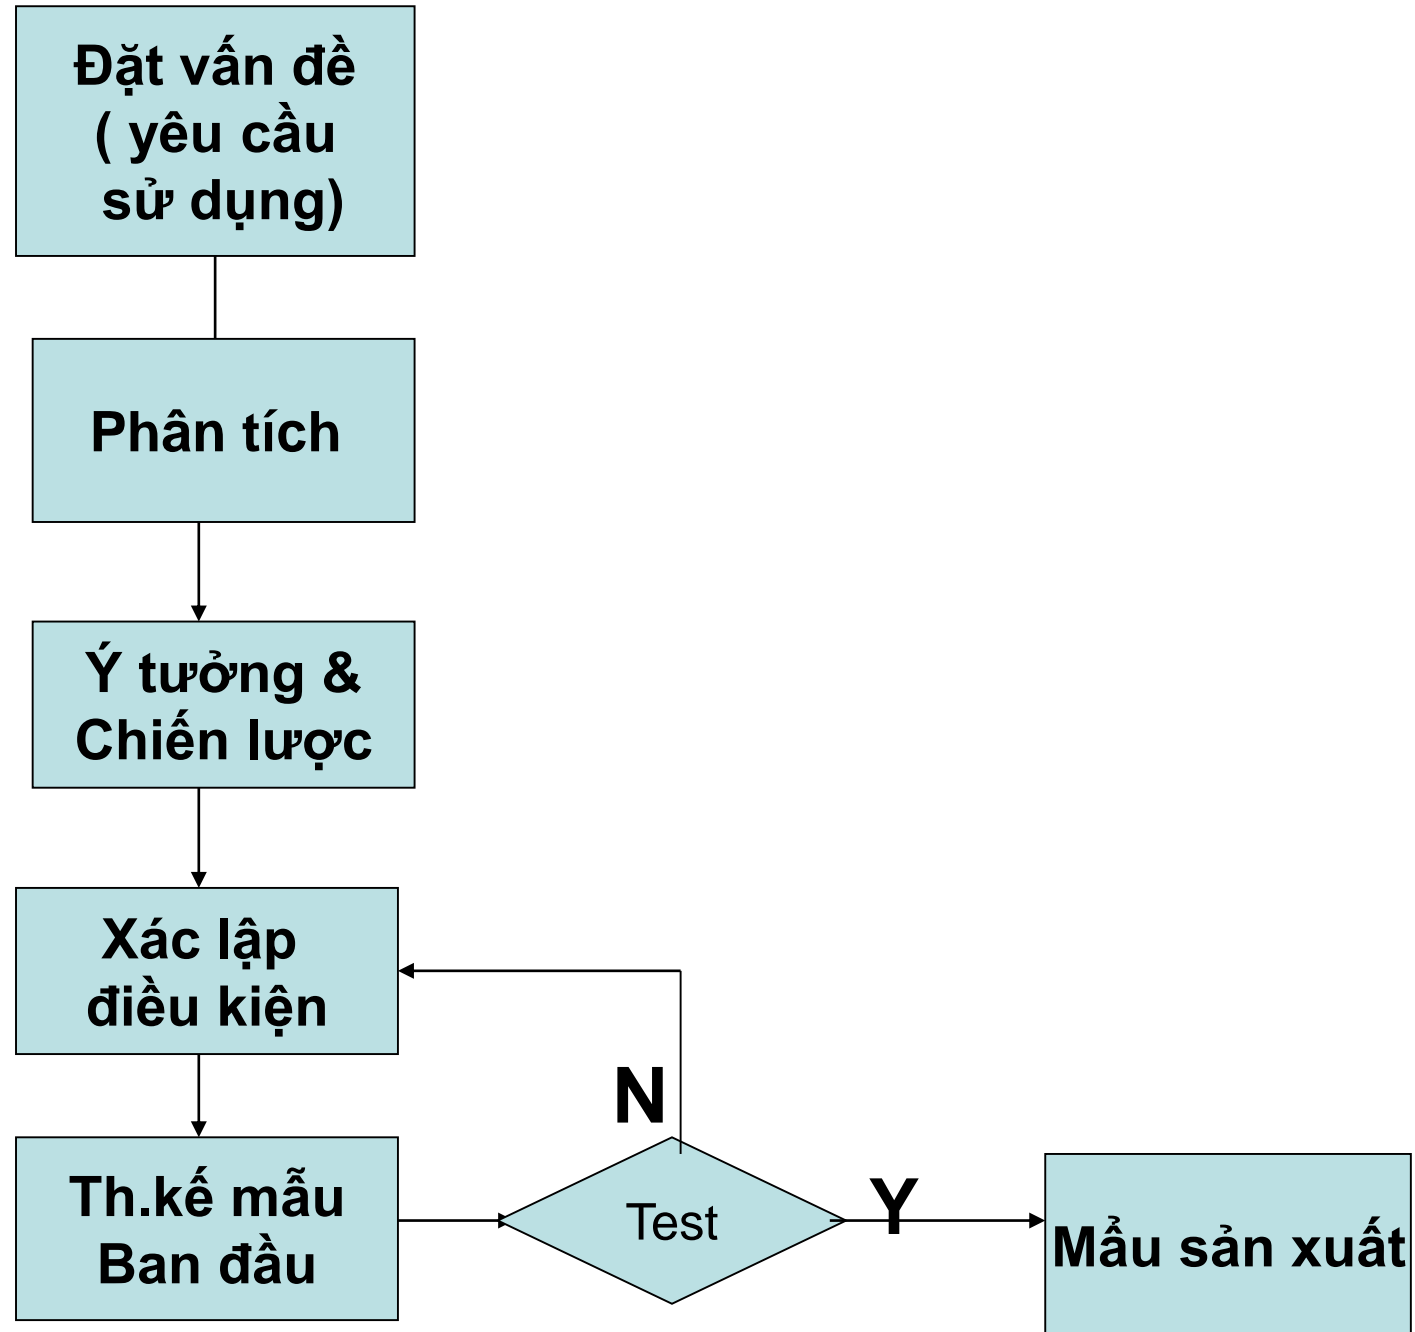 Đặt vấn đề
( yêu cầu
sử dụng)
Phân tích
Ý tưởng &
Chiến lược
Xác lập
điều kiện
N
Th.kế mẫu
Ban đầu
Test
Y
Mẩu sản xuất